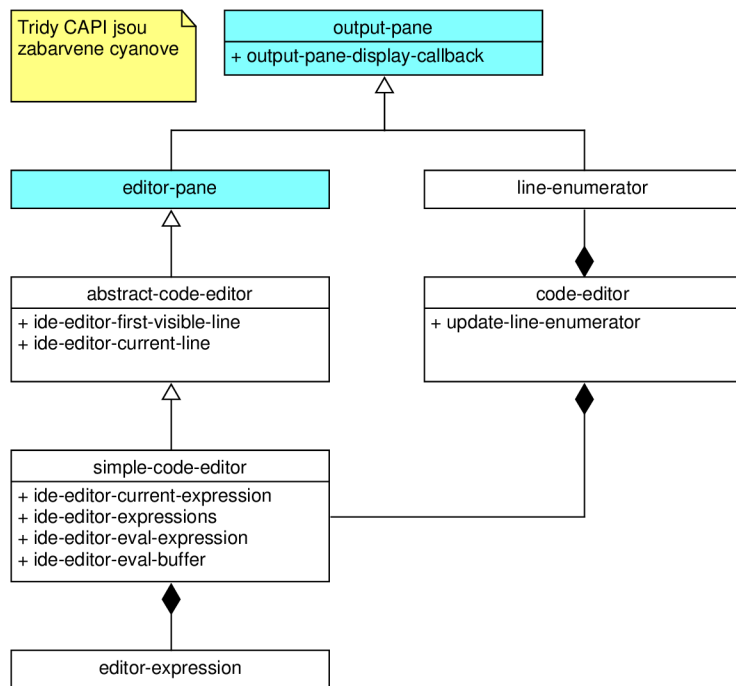 Tridy CAPI jsou
zabarvene cyanove
output-pane
+ output-pane-display-callback
editor-pane
line-enumerator
abstract-code-editor
+ ide-editor-first-visible-line
+ ide-editor-current-line
code-editor
+ update-line-enumerator
simple-code-editor
+ ide-editor-current-expression
+ ide-editor-expressions
+ ide-editor-eval-expression
+ ide-editor-eval-buffer
editor-expression